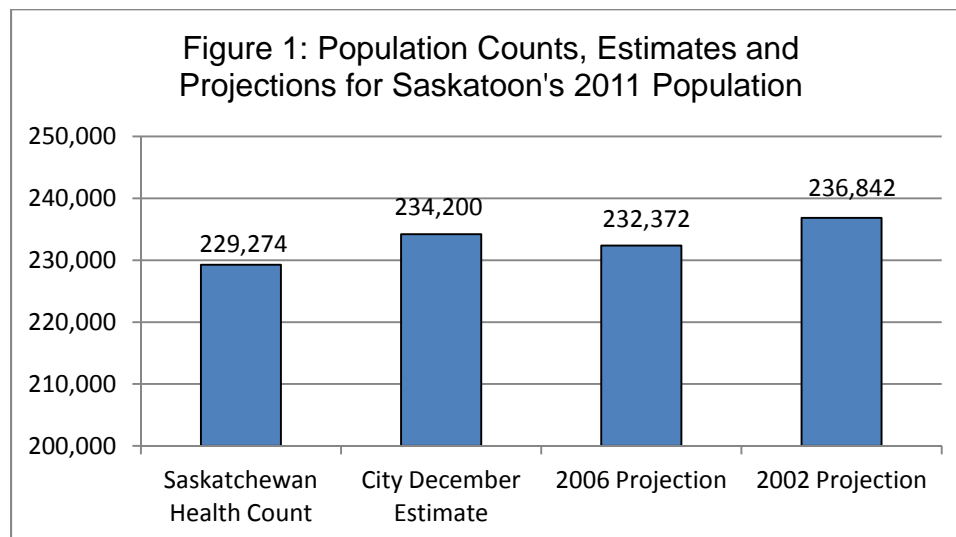 Figure 1: Population Counts, Estimates and
Projections for Saskatoon's 2011 Population
250,000
240,000
230,000
220,000
210,000
200,000
229,274
234,200
232,372
236,842
Saskatchewan
Health Count
City December
Estimate
2006 Projection
2002 Projection